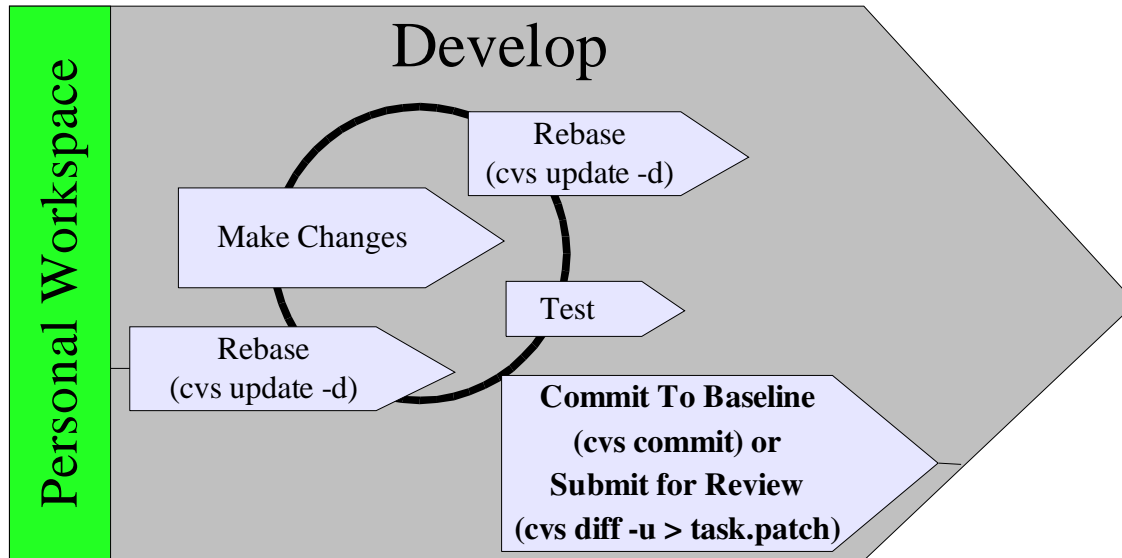 Personal Workspace
Develop
Rebase
(cvs update -d)
Make Changes
Test
Rebase
(cvs update -d)
Commit To Baseline
(cvs commit) or
Submit for Review
(cvs diff -u > task.patch)